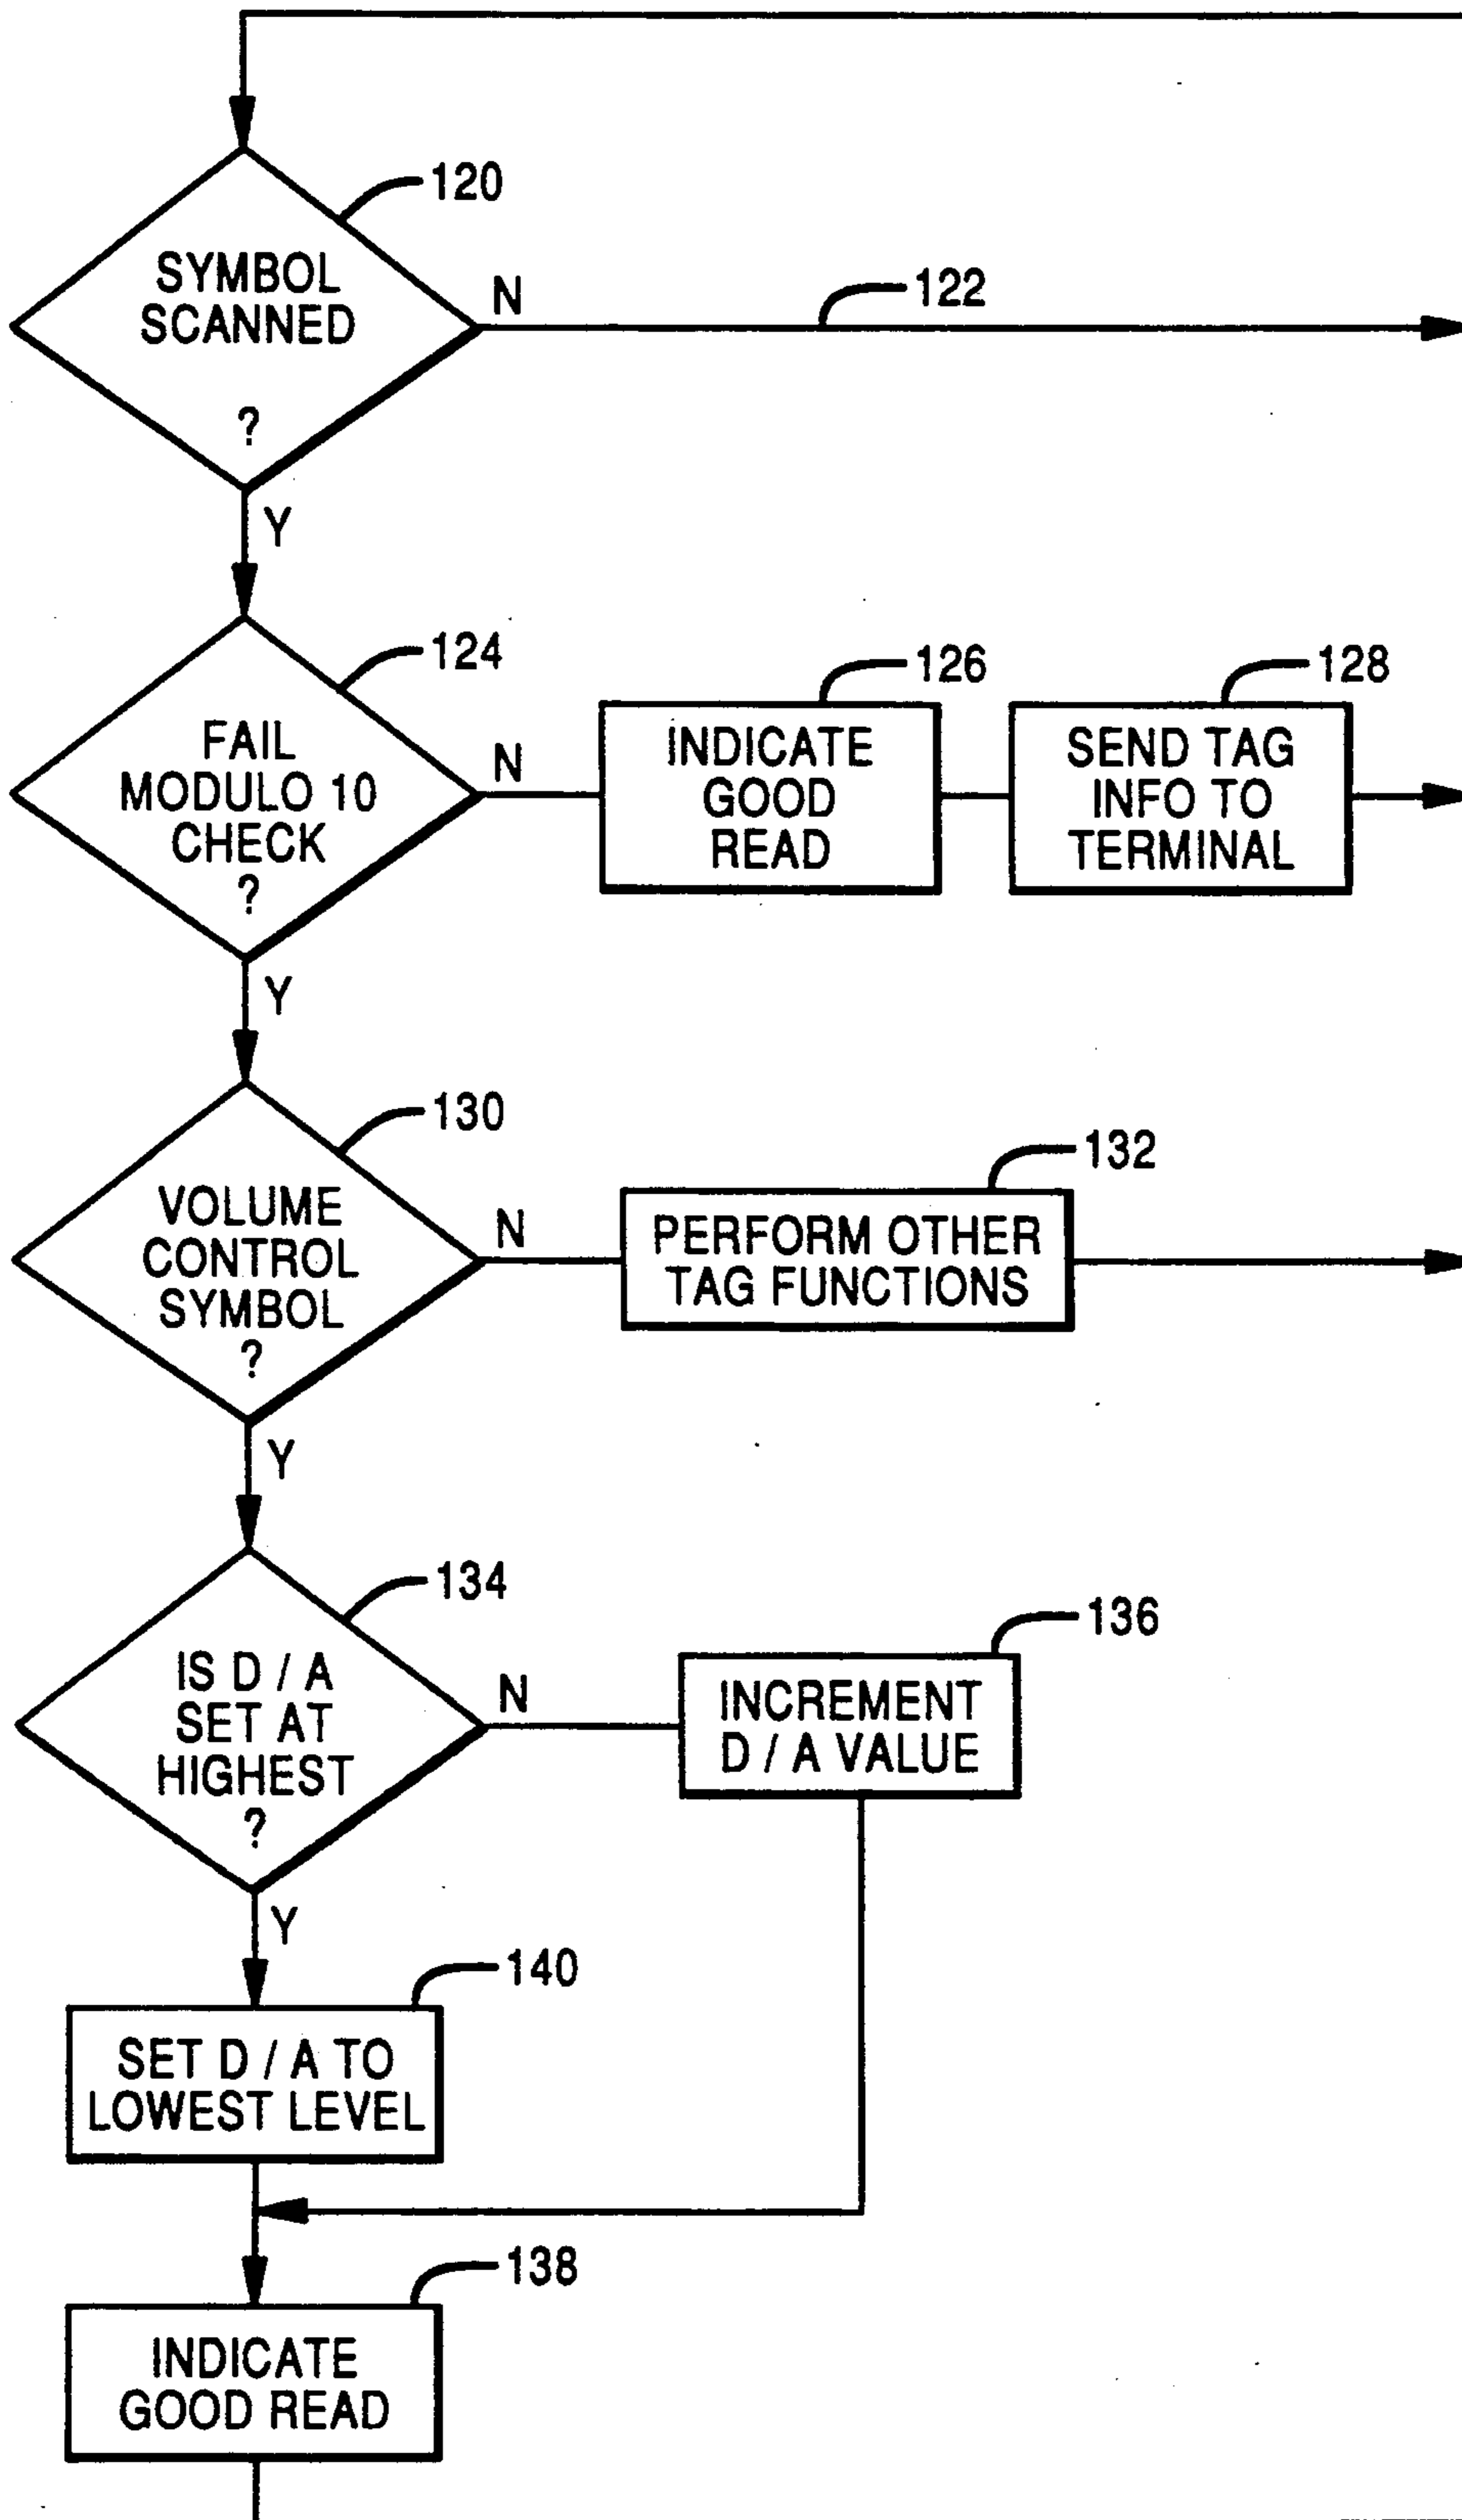 120
SYMBOL
SCANNED
?
N
122
Y
124
FAIL
MODULO 10
CHECK
?
N
126
INDICATE
GOOD
READ
128
SEND TAG
INFO TO
TERMINAL
Y
130
VOLUME
CONTROL
SYMBOL
?
N
132
PERFORM OTHER
TAG FUNCTIONS
Y
134
IS D / A
SET AT
HIGHEST
?
N
136
INCREMENT
D / A VALUE
Y
140
SET D / A TO
LOWEST LEVEL
138
INDICATE
GOOD READ